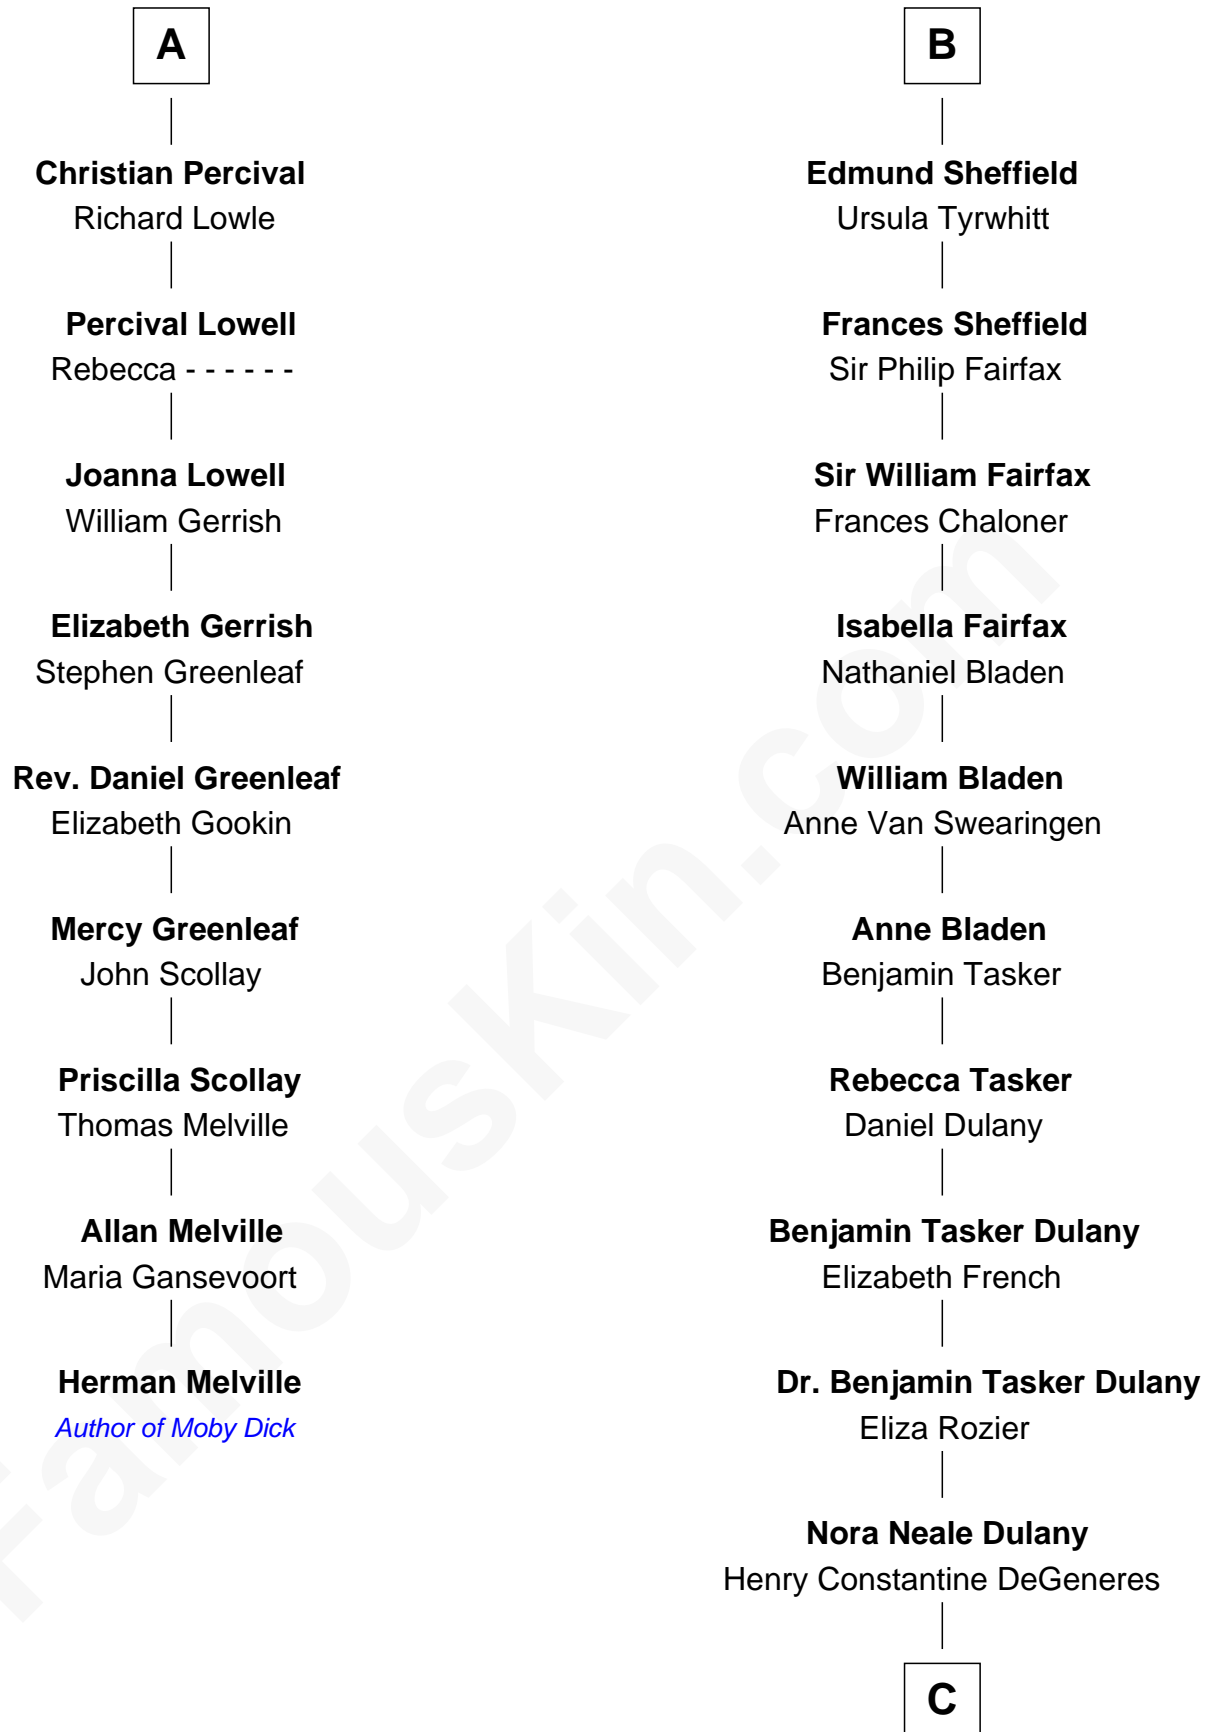 A
Christian Percival
Richard Lowle
Percival Lowell
Rebecca - - - - - -
Joanna Lowell
William Gerrish
Elizabeth Gerrish
Stephen Greenleaf
Rev. Daniel Greenleaf
Elizabeth Gookin
Mercy Greenleaf
John Scollay
Priscilla Scollay
Thomas Melville
Allan Melville
Maria Gansevoort
Herman Melville
Author of Moby Dick
B
Edmund Sheffield
Ursula Tyrwhitt
Frances Sheffield
Sir Philip Fairfax
Sir William Fairfax
Frances Chaloner
Isabella Fairfax
Nathaniel Bladen
William Bladen
Anne Van Swearingen
Anne Bladen
Benjamin Tasker
Rebecca Tasker
Daniel Dulany
Benjamin Tasker Dulany
Elizabeth French
Dr. Benjamin Tasker Dulany
Eliza Rozier
Nora Neale Dulany
Henry Constantine DeGeneres
C
FamousKin.com